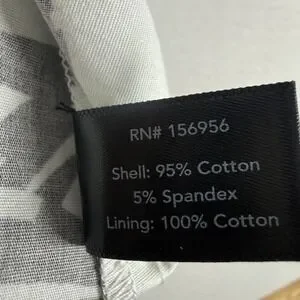 RN# 156956
Shell: 95% Cotton
5% Spandex
Lining: 100% Cotton